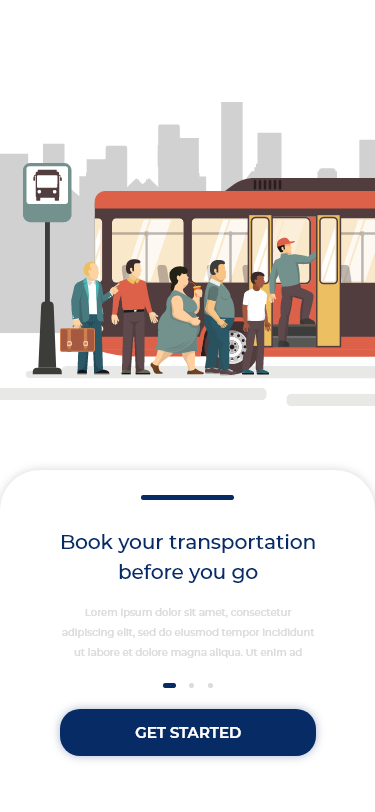 Book your transportation
before you go
Lorem ipsum dolor sit amet, consectetur
adipiscing elit, sed do eiusmod tempor incididunt
ut labore et dolore magna aliqua. Ut enim ad
GET STARTED